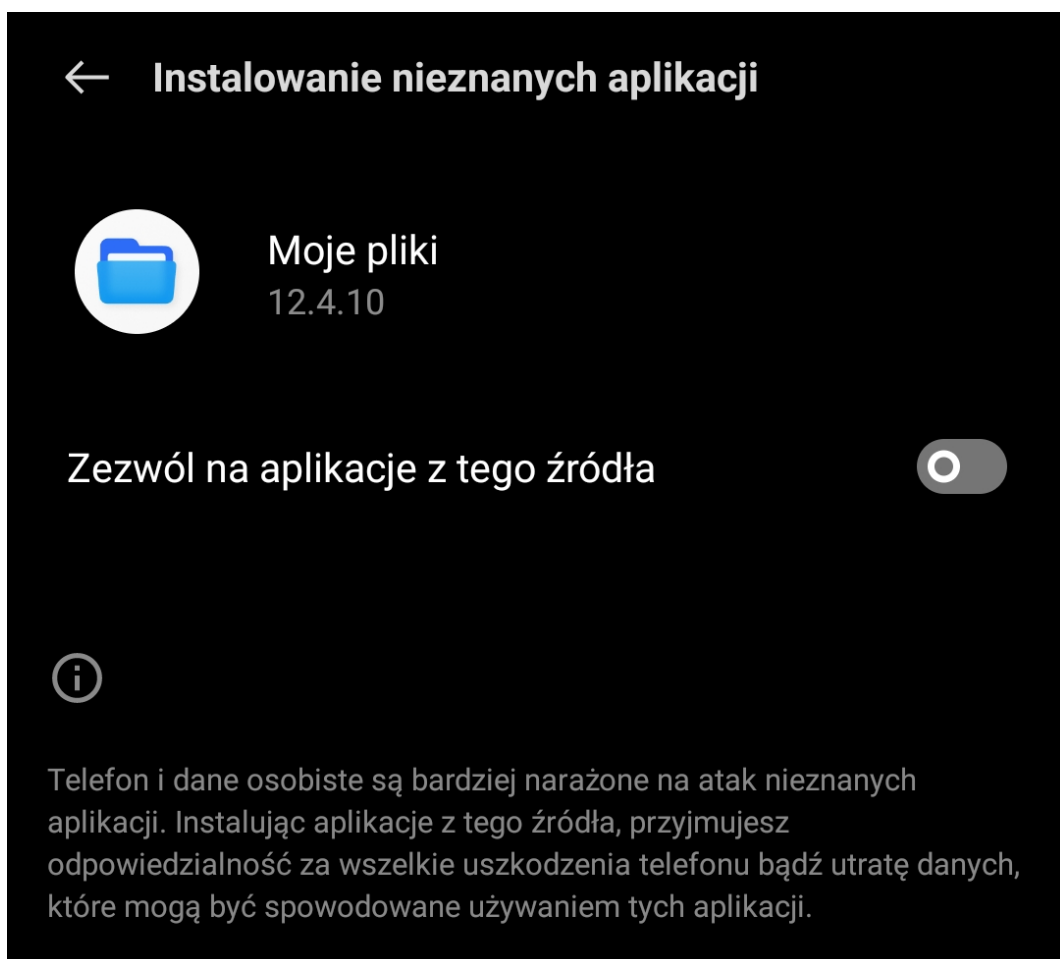 Instalowanie nieznanych aplikacji
Moje pliki
12.4.10
Zezwól na aplikacje z tego źródła
Telefon i dane osobiste są bardziej narażone na atak nieznanych
aplikacji. Instalując aplikacje z tego źródła, przyjmujesz
odpowiedzialność za wszelkie uszkodzenia telefonu bądź utratę danych,
które mogą być spowodowane używaniem tych aplikacji.